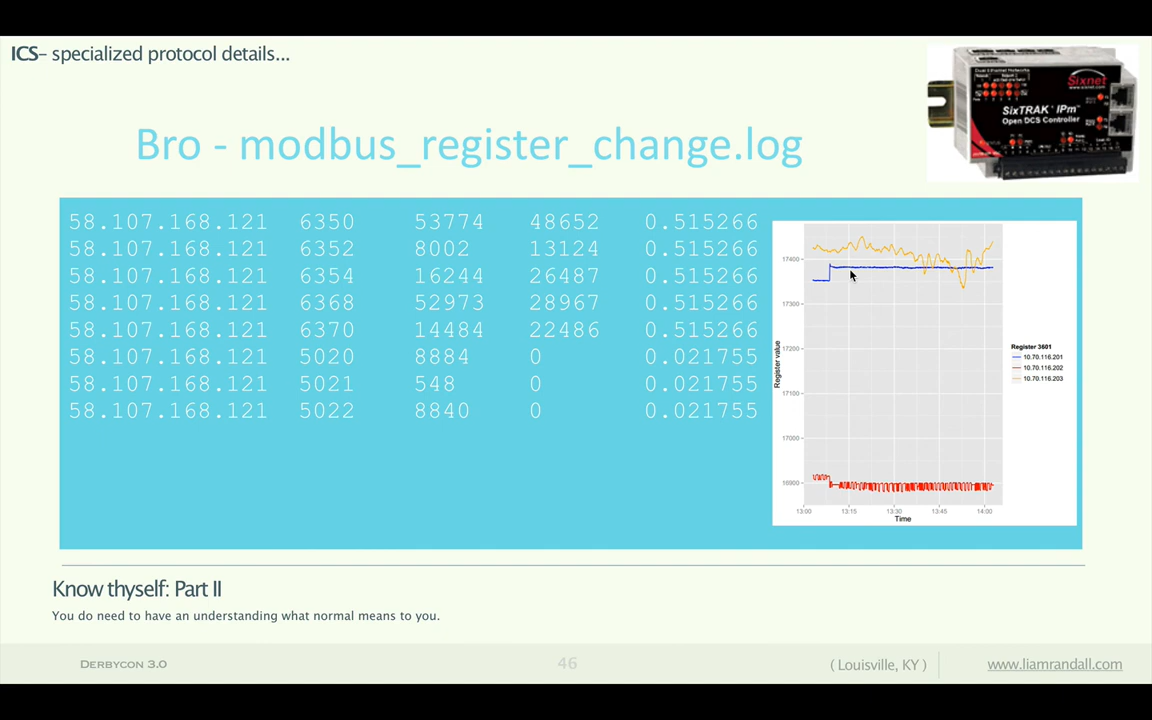 ICS– specialized protocol details...
Sixnet
SixTRAK IPm
Open DCS Controller
Bro - modbus_register_change.log
58.107.168.121 6350 53774 48652 0.515266
58.107.168.121 6352 8002 13124 0.515266
58.107.168.121 6354 16244 26487 0.515266
58.107.168.121 6368 52973 28967 0.515266
58.107.168.121 6370 14484 22486 0.515266
58.107.168.121 5020 8884 0 0.021755
58.107.168.121 5021 548 0 0.021755
58.107.168.121 5022 8840 0 0.021755
Register value
17400
17300
17200
17100
17000
16900
13:00 13:15 13:30 13:45 14:00
Time
Register 3601
10.70.116.201
10.70.116.202
10.70.116.203
Know thyself: Part II
You do need to have an understanding what normal means to you.
DERBYCON 3.0
46
( Louisville, KY )
www.liamrandall.com